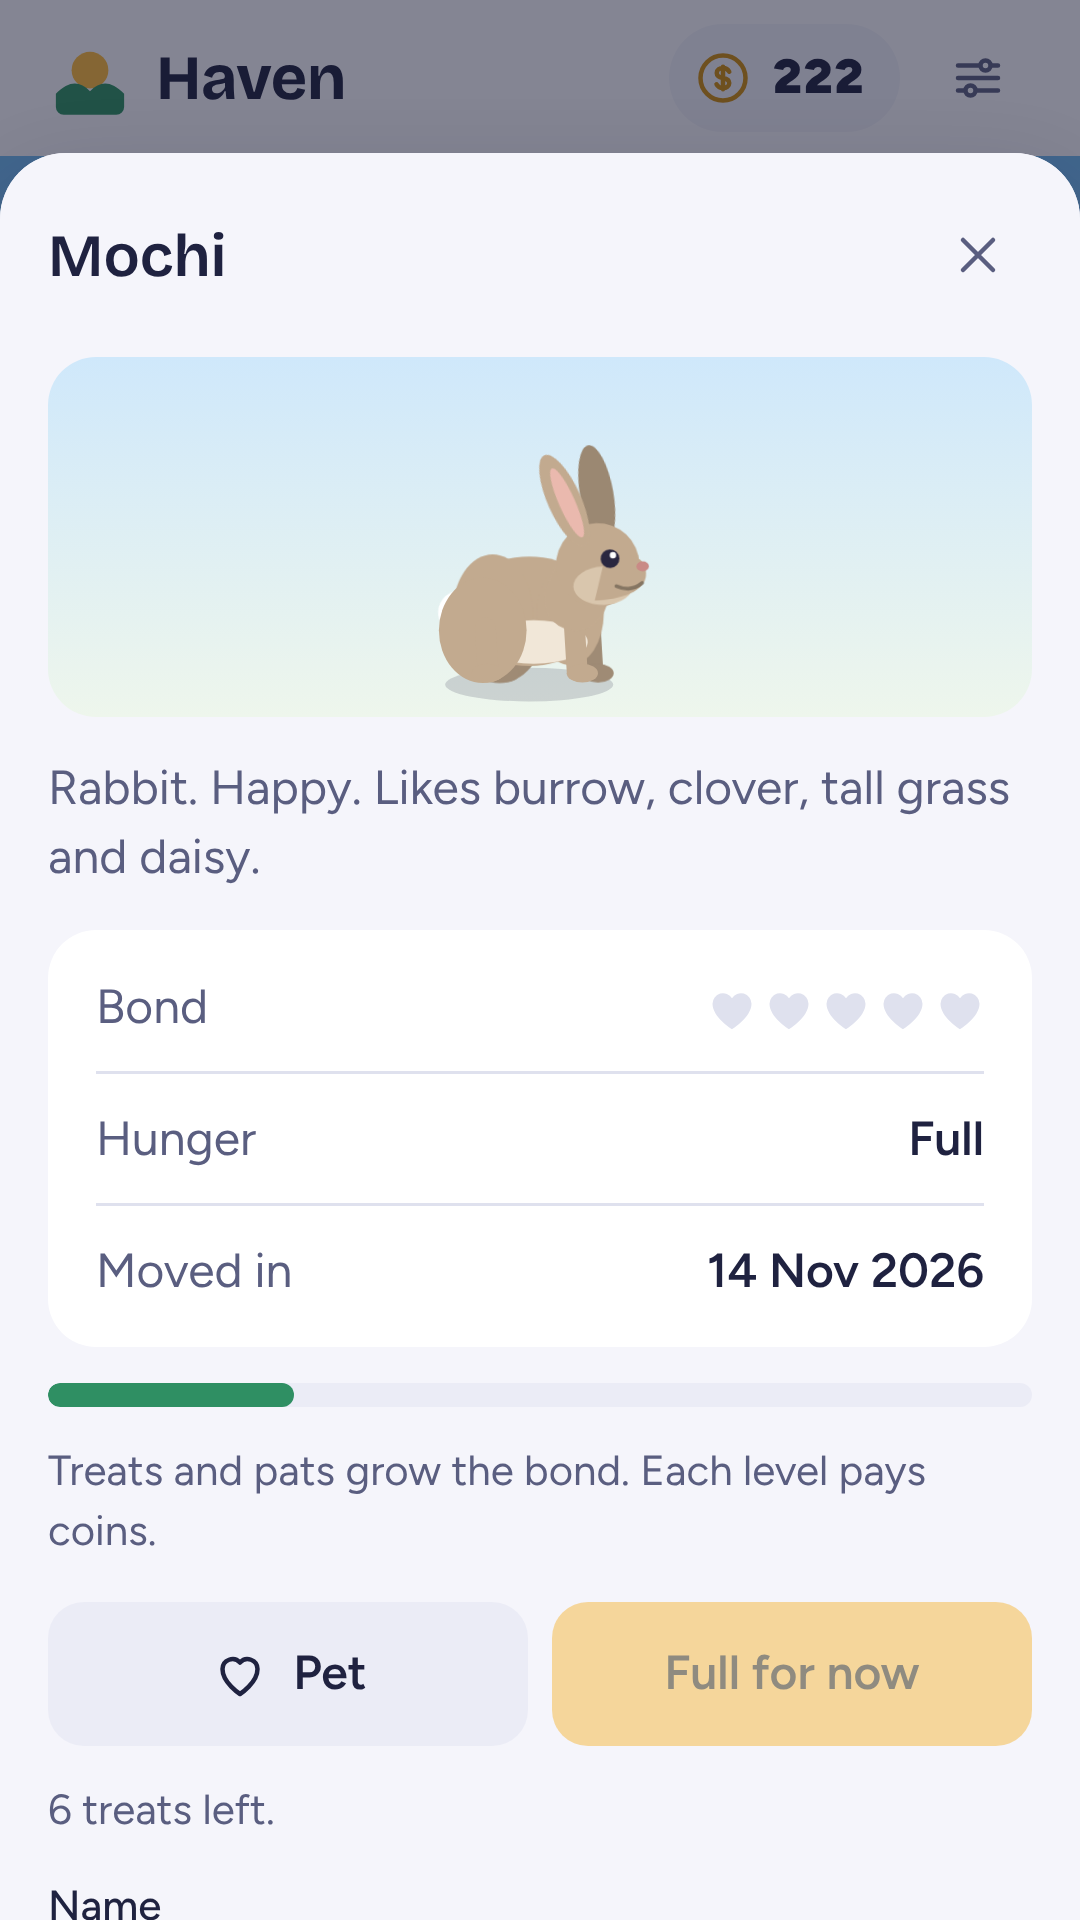 Haven
222
Mochi
Rabbit. Happy. Likes burrow, clover, tall grass
and daisy.
Bond
Hunger Full
Moved in 14 Nov 2026
Treats and pats grow the bond. Each level pays
coins.
Pet
Full for now
6 treats left.
Name